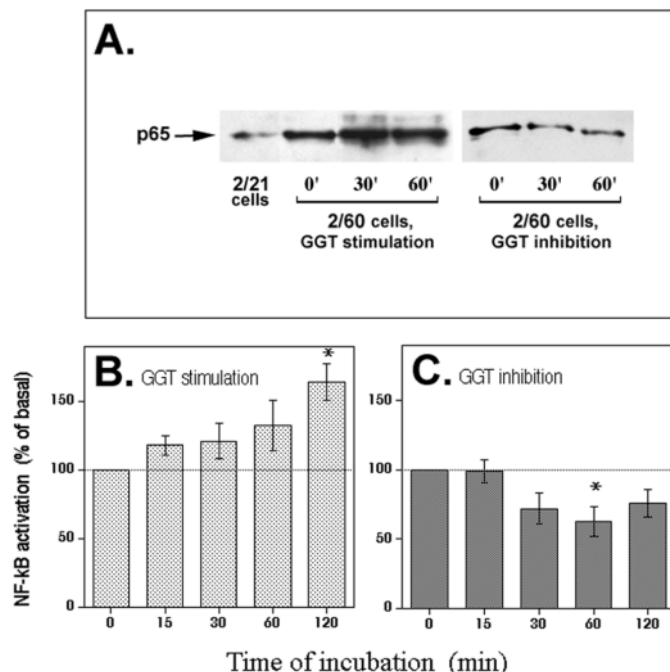 A.
p65
2/21 cells
0' 30' 60'
2/60 cells,
GGT stimulation
0' 30' 60'
2/60 cells,
GGT inhibition
B. GGT stimulation
*
NF-kB activation (% of basal)
150
100
50
0
0 15 30 60 120
C. GGT inhibition
*
150
100
50
0
0 15 30 60 120
Time of incubation (min)